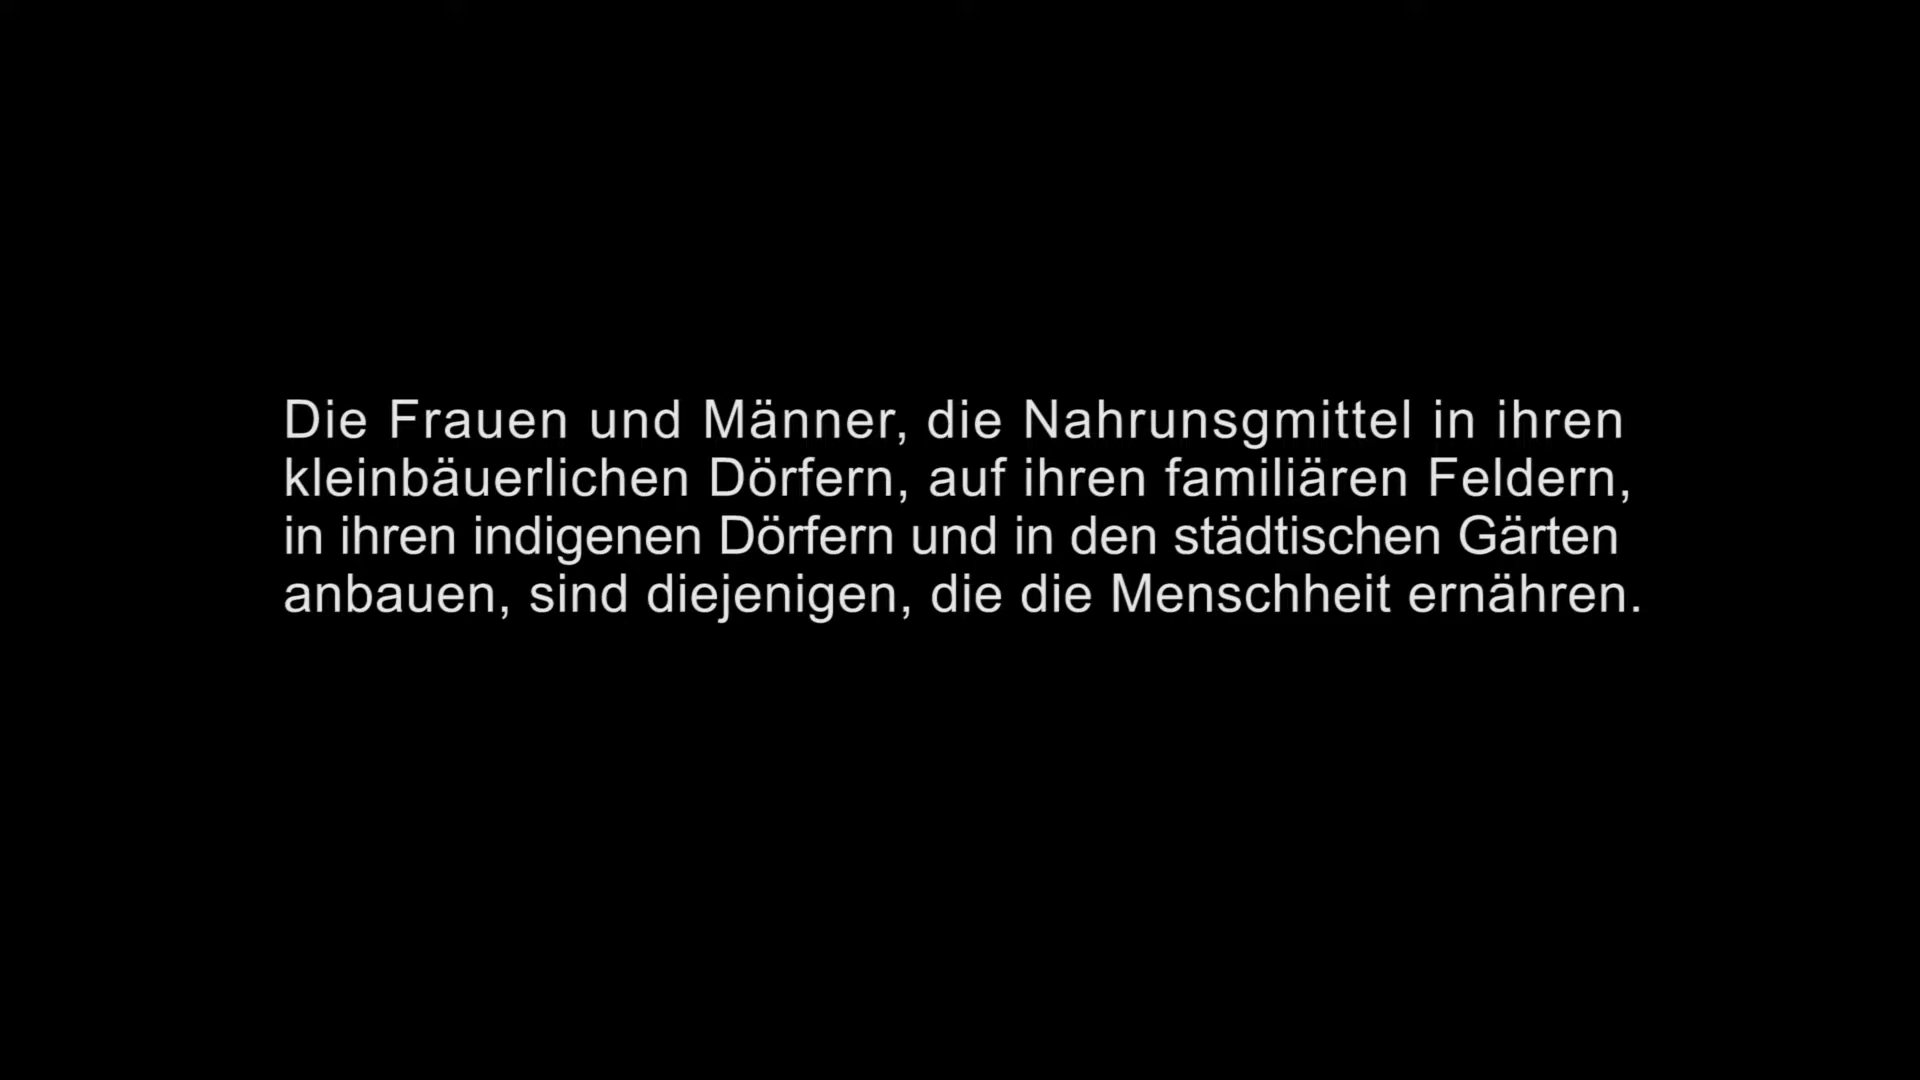 Die Frauen und Männer, die Nahrunsgmittel in ihren
kleinbäuerlichen Dörfern, auf ihren familiären Feldern,
in ihren indigenen Dörfern und in den städtischen Gärten
anbauen, sind diejenigen, die die Menschheit ernähren.